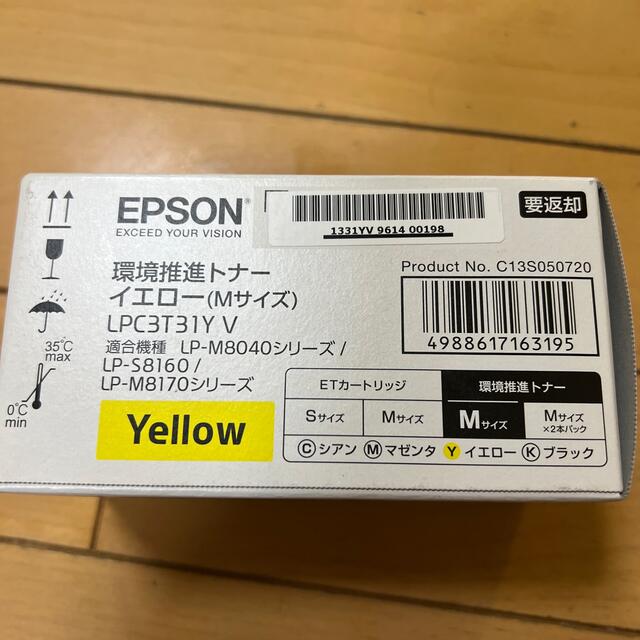 EPSON
EXCEED YOUR VISION
1331YV 9614 00198
要返却
環境推進トナー
イエロー(Mサイズ)
LPC3T31Y V
適合機種 LP-M8040シリーズ /
LP-S8160 /
LP-M8170シリーズ
Product No. C13S050720
4988617163195
35℃
max
0℃
min
Yellow
ETカートリッジ 環境推進トナー
Sサイズ Mサイズ Mサイズ Mサイズ
×2本パック
Ⓒシアン Ⓜマゼンタ Ⓨイエロー Ⓚブラック